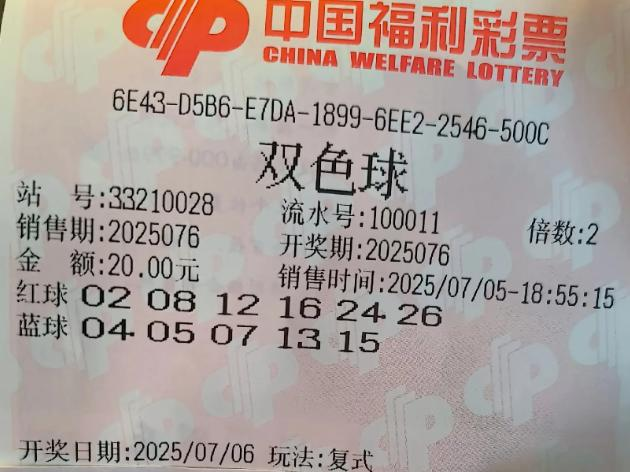 中国福利彩票
CHINA WELFARE LOTTERY
6E43-D5B6-E7DA-1899-6EE2-2546-500C
双色球
站 号:33210028 流水号:100011 倍数:2
销售期:2025076 开奖期:2025076
金 额:20.00元 销售时间:2025/07/05-18:55:15
红球 02 08 12 16 24 26
蓝球 04 05 07 13 15
开奖日期:2025/07/06 玩法:复式